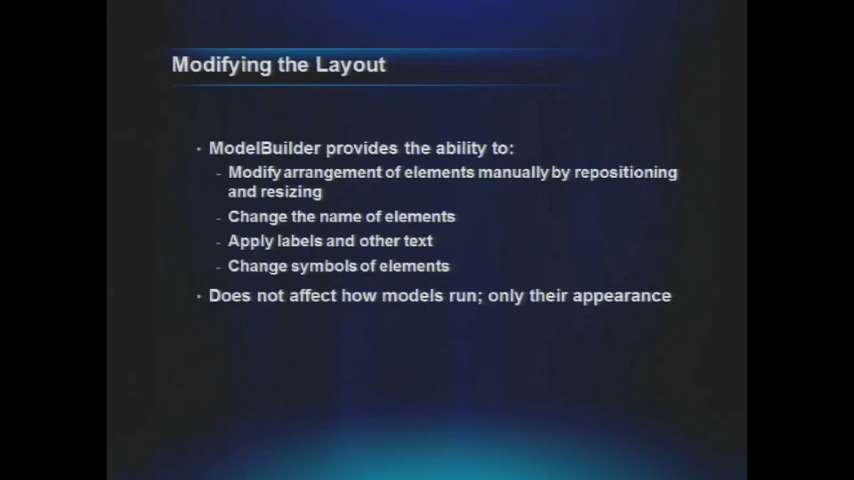 Modifying the Layout
· ModelBuilder provides the ability to:
- Modify arrangement of elements manually by repositioning
and resizing
- Change the name of elements
- Apply labels and other text
- Change symbols of elements
· Does not affect how models run; only their appearance